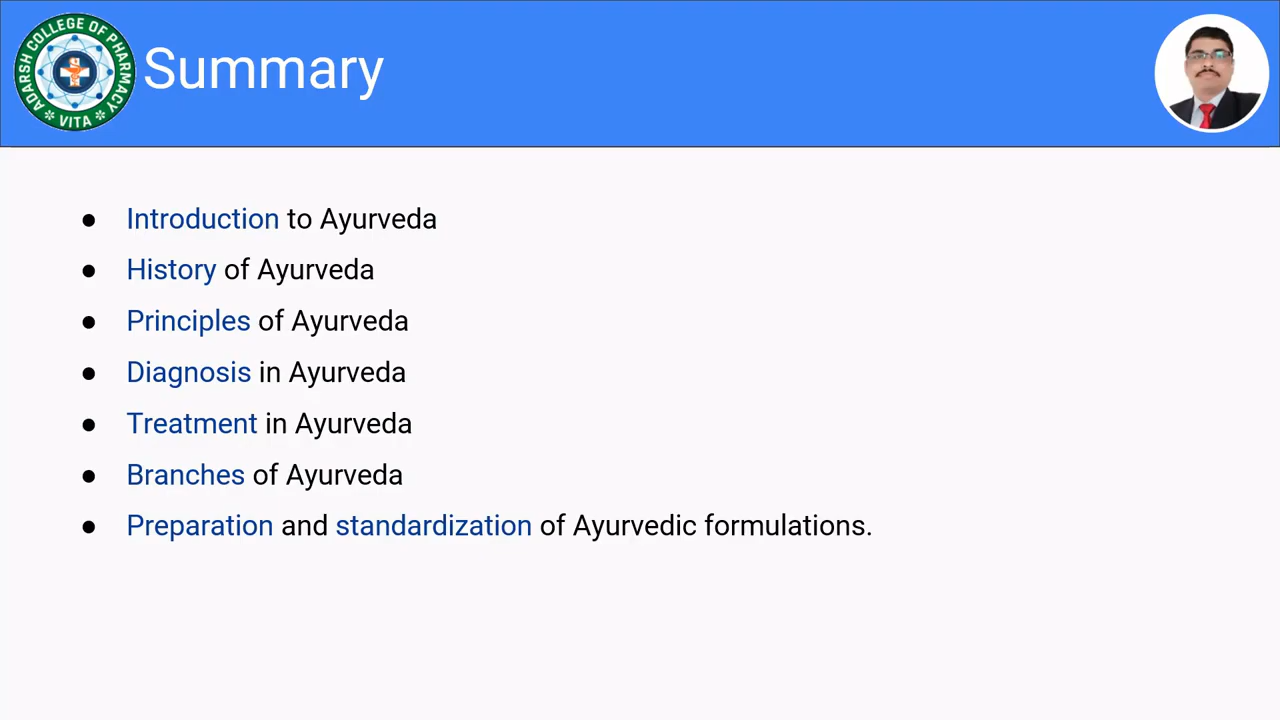 ADARSH COLLEGE OF PHARMACY
VITA
Summary
● Introduction to Ayurveda
● History of Ayurveda
● Principles of Ayurveda
● Diagnosis in Ayurveda
● Treatment in Ayurveda
● Branches of Ayurveda
● Preparation and standardization of Ayurvedic formulations.